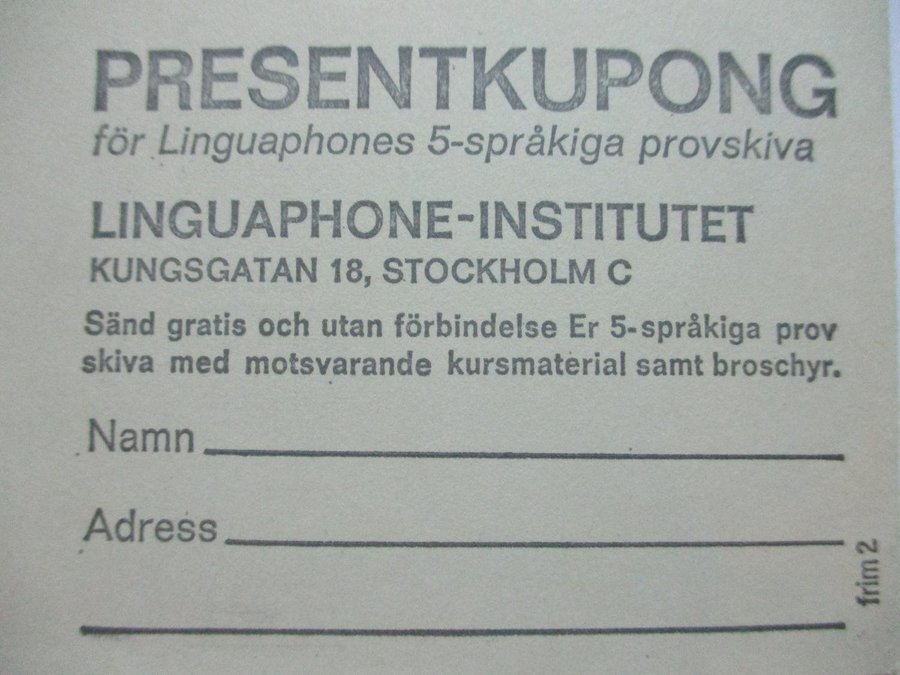 PRESENTKUPONG
för Linguaphones 5-språkiga provskiva
LINGUAPHONE-INSTITUTET
KUNGSGATAN 18, STOCKHOLM C
Sänd gratis och utan förbindelse Er 5-språkiga prov
skiva med motsvarande kursmaterial samt broschyr.
Namn
Adress
frim 2